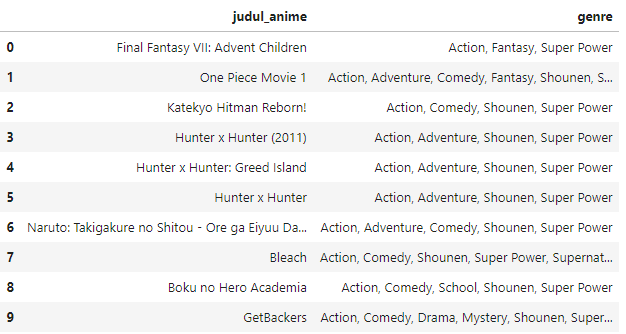 judul_anime genre
0 Final Fantasy VII: Advent Children Action, Fantasy, Super Power
1 One Piece Movie 1 Action, Adventure, Comedy, Fantasy, Shounen, S...
2 Katekyo Hitman Reborn! Action, Comedy, Shounen, Super Power
3 Hunter x Hunter (2011) Action, Adventure, Shounen, Super Power
4 Hunter x Hunter: Greed Island Action, Adventure, Shounen, Super Power
5 Hunter x Hunter Action, Adventure, Shounen, Super Power
6 Naruto: Takigakure no Shitou - Ore ga Eiyuu Da... Action, Adventure, Comedy, Shounen, Super Power
7 Bleach Action, Comedy, Shounen, Super Power, Supernat...
8 Boku no Hero Academia Action, Comedy, School, Shounen, Super Power
9 GetBackers Action, Comedy, Drama, Mystery, Shounen, Super...